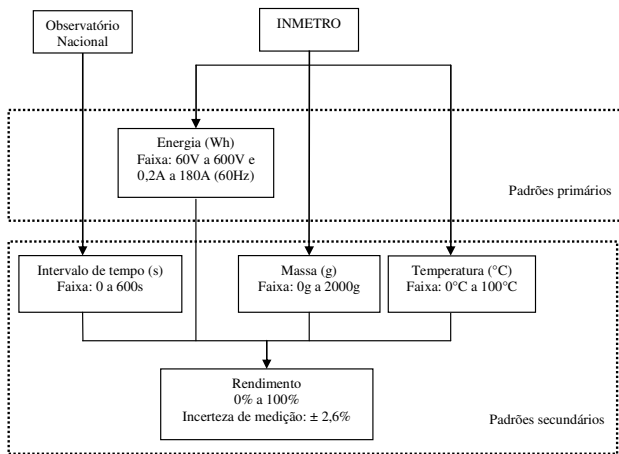 Observatório
Nacional
INMETRO
Energia (Wh)
Faixa: 60V a 600V e
0,2A a 180A (60Hz)
Padrões primários
Intervalo de tempo (s)
Faixa: 0 a 600s
Massa (g)
Faixa: 0g a 2000g
Temperatura (°C)
Faixa: 0°C a 100°C
Rendimento
0% a 100%
Incerteza de medição: ± 2,6%
Padrões secundários